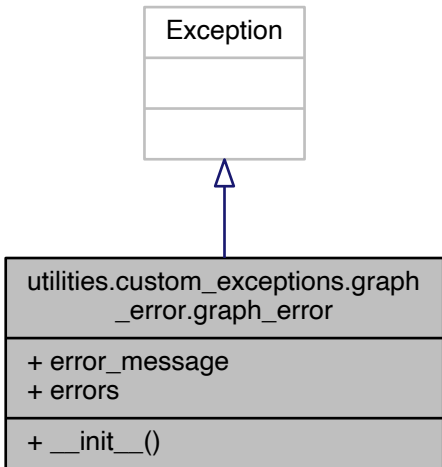 Exception
utilities.custom_exceptions.graph
_error.graph_error
+ error_message
+ errors
+ __init__()